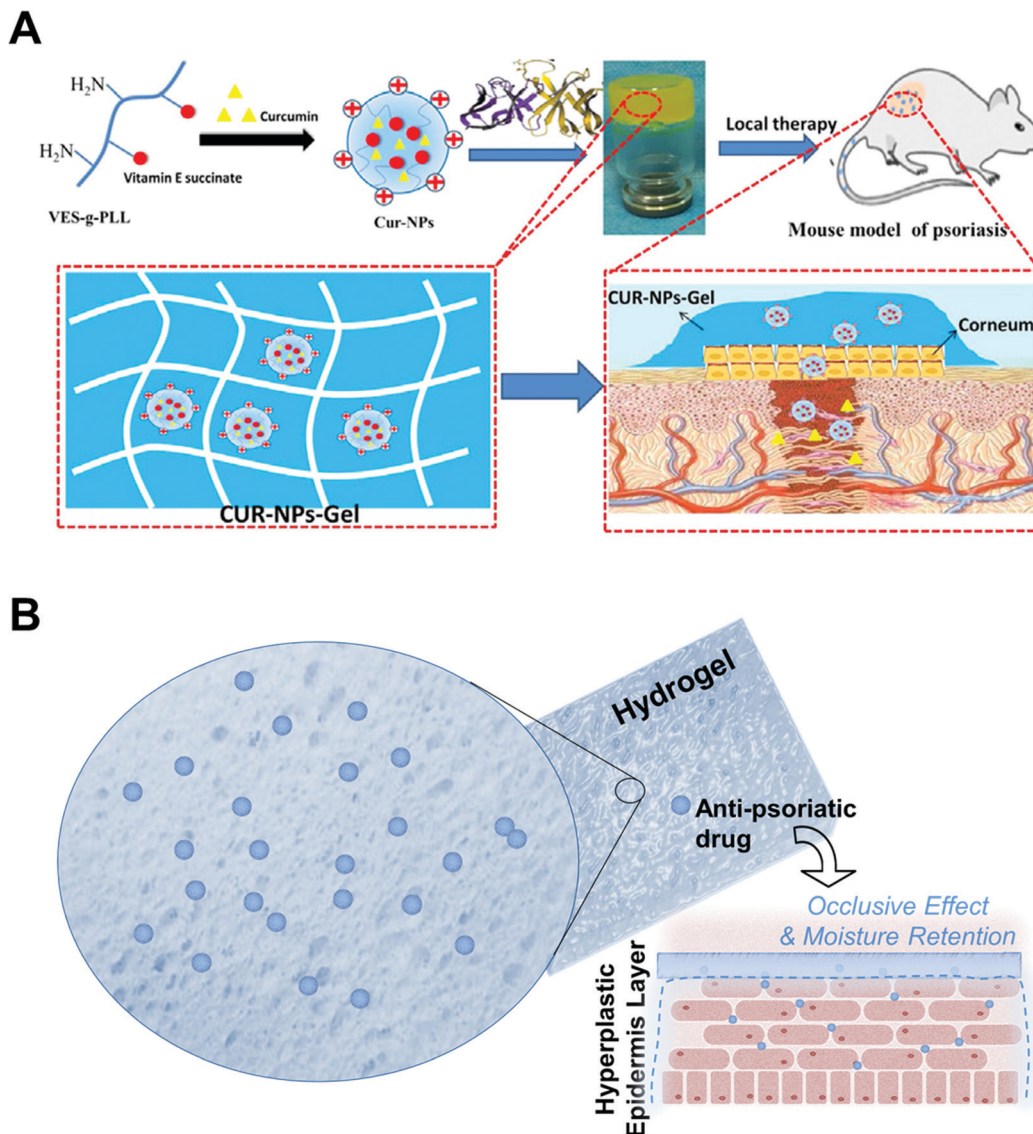 A
H₂N
H₂N
Curcumin
Vitamin E succinate
VES-g-PLL
Cur-NPs
Local therapy
Mouse model of psoriasis
CUR-NPs-Gel
CUR-NPs-Gel
Corneum
B
Hydrogel
Anti-psoriatic
drug
Occlusive Effect
& Moisture Retention
Hyperplastic
Epidermis Layer